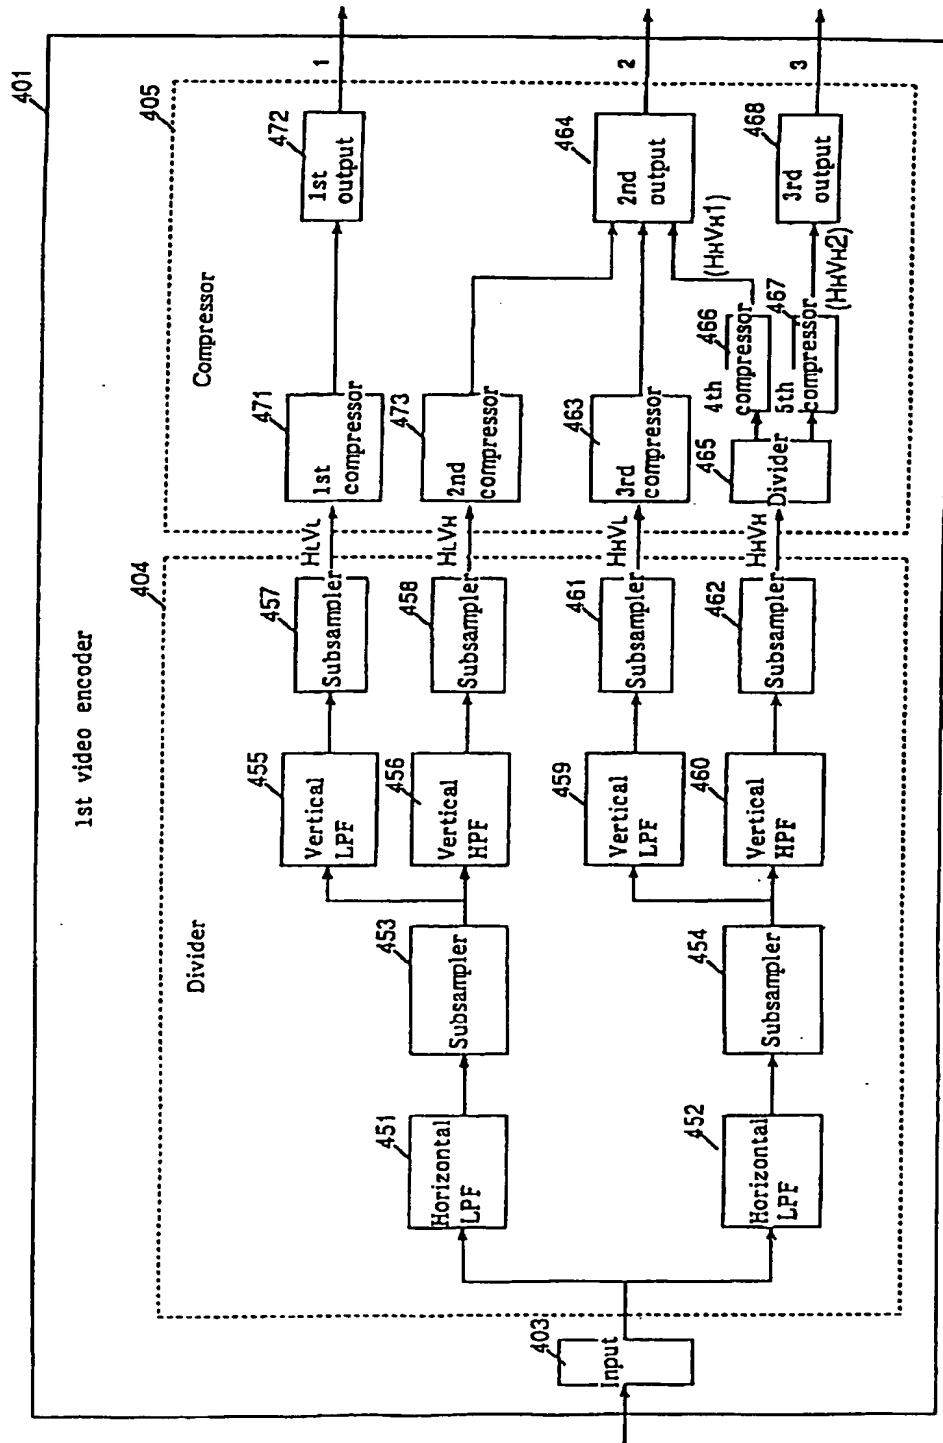 401
1st video encoder
404
Divider
405
Compressor
403
Input
451
Horizontal
LPF
452
Horizontal
LPF
453
Subsampler
454
Subsampler
455
Vertical
LPF
456
Vertical
HPF
459
Vertical
LPF
460
Vertical
HPF
457
Subsampler
458
Subsampler
461
Subsampler
462
Subsampler
HLVL
HLVH
HHVL
HHVH
471
1st
compressor
473
2nd
compressor
463
3rd
compressor
465
Divider
466
4th
compressor
467
5th
compressor
(HHVH1)
(HHVH2)
472
1st
output
464
2nd
output
468
3rd
output
1
2
3